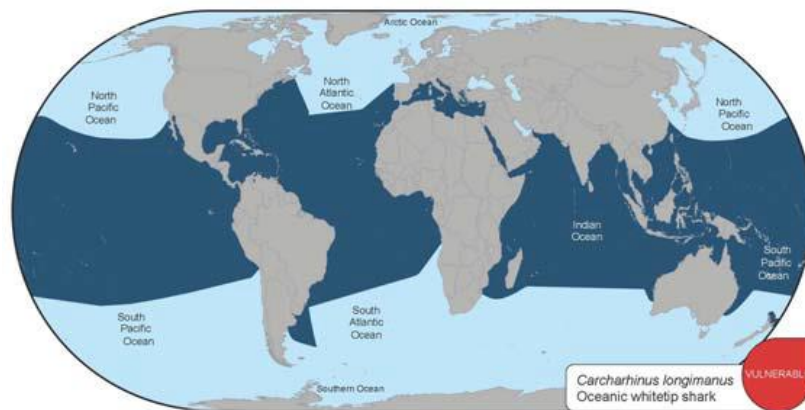 Arctic Ocean
North
Pacific
Ocean
North
Atlantic
Ocean
North
Pacific
Ocean
Indian
Ocean
South
Pacific
Ocean
South
Pacific
Ocean
South
Atlantic
Ocean
Southern Ocean
Carcharhinus longimanus
Oceanic whitetip shark
VULNERABL